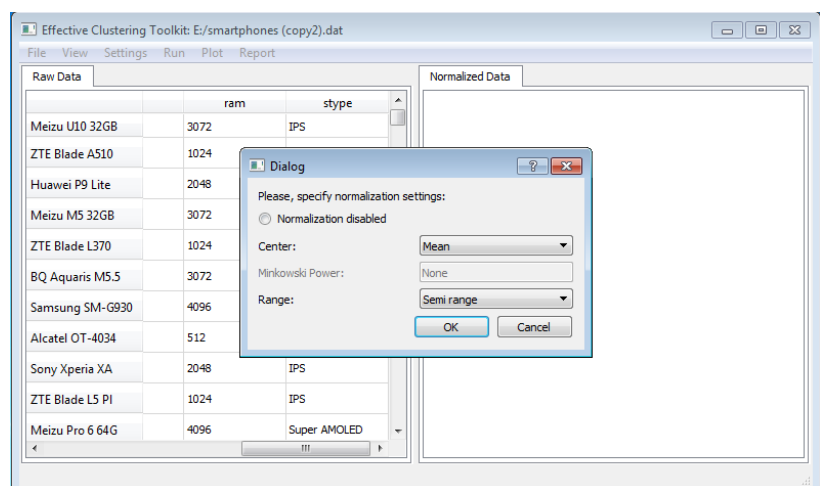 Effective Clustering Toolkit: E:/smartphones (copy2).dat
File View Settings Run Plot Report
Raw Data
Normalized Data
ram stype
Meizu U10 32GB 3072 IPS
ZTE Blade A510 1024
Huawei P9 Lite 2048
Meizu M5 32GB 3072
ZTE Blade L370 1024
BQ Aquaris M5.5 3072
Samsung SM-G930 4096
Alcatel OT-4034 512
Sony Xperia XA 2048 IPS
ZTE Blade L5 PI 1024 IPS
Meizu Pro 6 64G 4096 Super AMOLED
Dialog
Please, specify normalization settings:
Normalization disabled
Center: Mean
Minkowski Power: None
Range: Semi range
OK Cancel